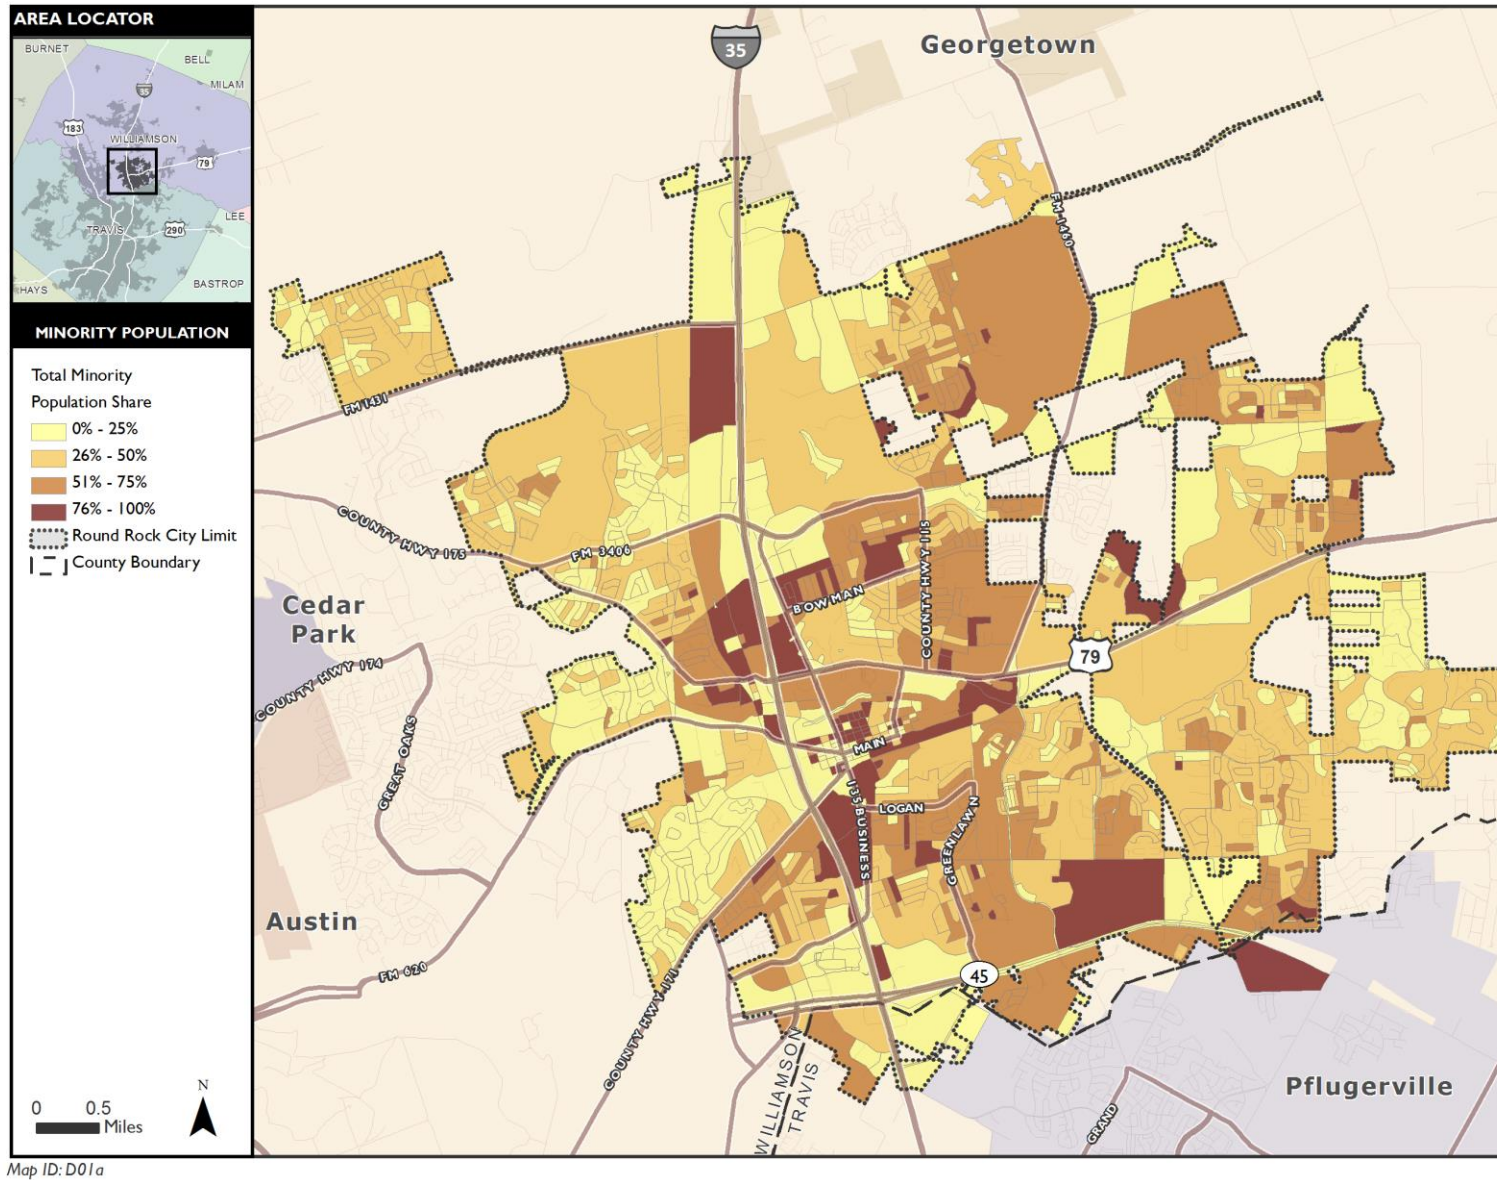 AREA LOCATOR
BURNET
BELL
MILAM
35
183
WILLIAMSON
79
LEE
TRAVIS
290
BASTROP
HAYS
MINORITY POPULATION
Total Minority
Population Share
0% - 25%
26% - 50%
51% - 75%
76% - 100%
Round Rock City Limit
County Boundary
0 0.5
Miles
N
Map ID: D01a
35
Georgetown
FM 1460
FM 1431
COUNTY HWY 175
FM 3406
COUNTY HWY 115
BOWMAN
Cedar
Park
COUNTY HWY 174
79
GREAT OAKS
MAIN
I35 BUSINESS
LOGAN
GREENLAWN
Austin
FM 620
COUNTY HWY 171
45
WILLIAMSON
TRAVIS
Pflugerville
GRAND